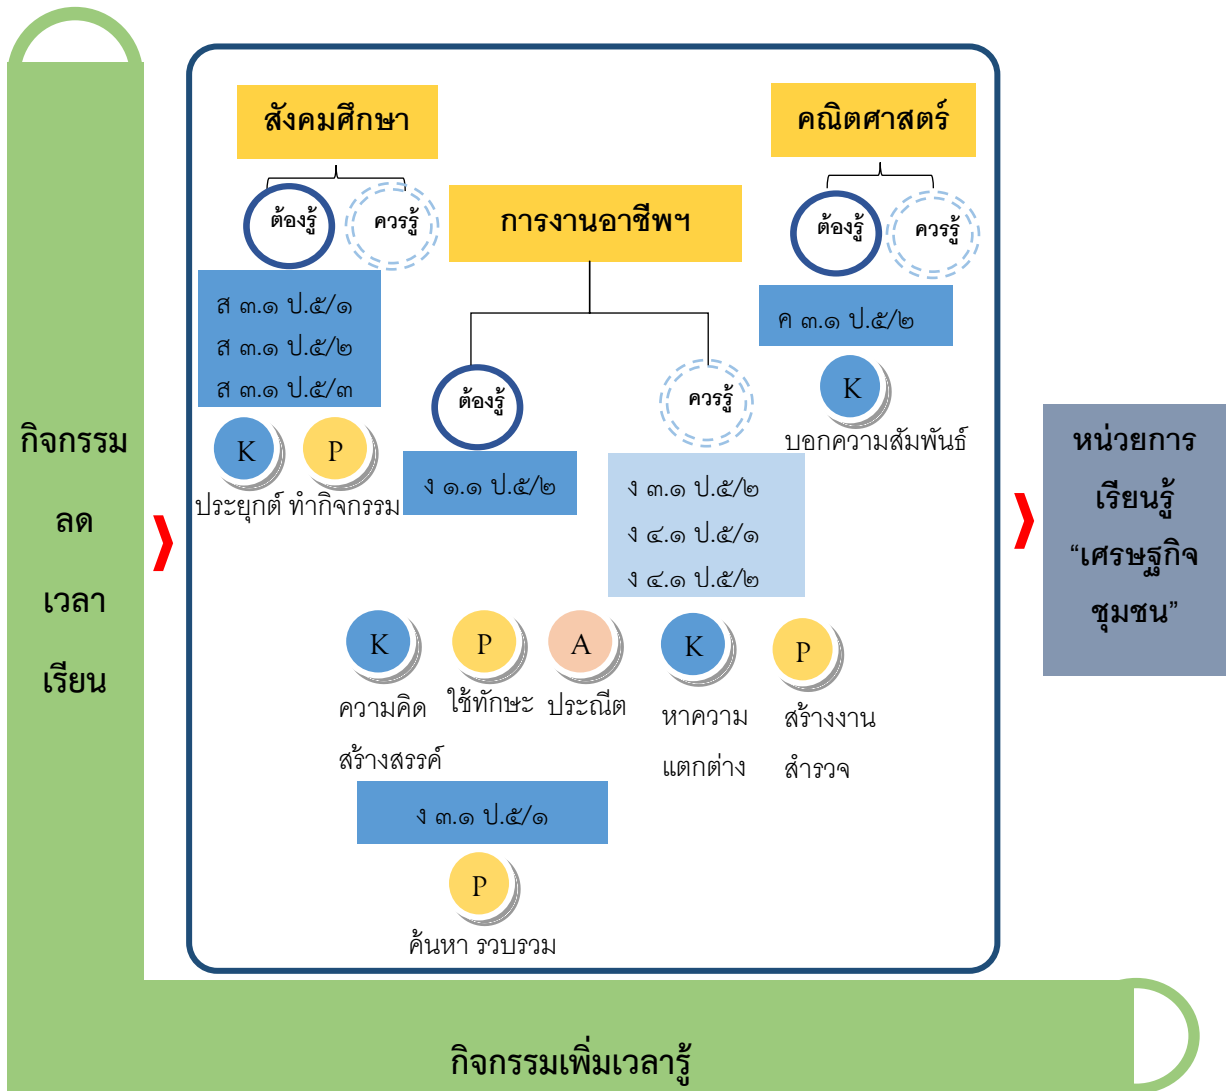 กิจกรรม
ลด
เวลา
เรียน
สังคมศึกษา
ต้องรู้
ควรรู้
ส ๓.๑ ป.๕/๑
ส ๓.๑ ป.๕/๒
ส ๓.๑ ป.๕/๓
K
P
ประยุกต์ ทำกิจกรรม
การงานอาชีพฯ
ต้องรู้
ควรรู้
ง ๑.๑ ป.๕/๒
ง ๓.๑ ป.๕/๒
ง ๔.๑ ป.๕/๑
ง ๔.๑ ป.๕/๒
K
P
A
ความคิด
สร้างสรรค์
ใช้ทักษะ
ประณีต
K
P
หาความ
แตกต่าง
สร้างงาน
สำรวจ
ง ๓.๑ ป.๕/๑
P
ค้นหา รวบรวม
คณิตศาสตร์
ต้องรู้
ควรรู้
ค ๓.๑ ป.๕/๒
K
บอกความสัมพันธ์
หน่วยการ
เรียนรู้
“เศรษฐกิจ
ชุมชน”
กิจกรรมเพิ่มเวลารู้